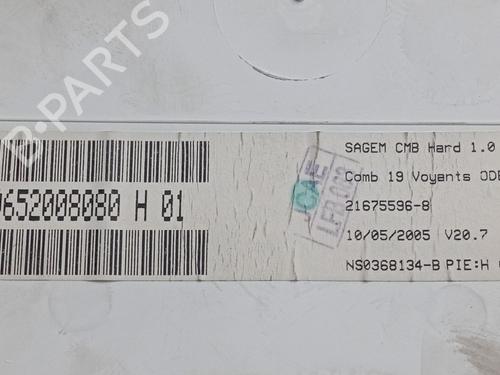 B-PARTS
9652008080 H 01
SAGEM CMB Hard 1.0
Comb 19 Voyants ODB
21675596-8
10/05/2005 V20.7
NS0368134-B PIE:H